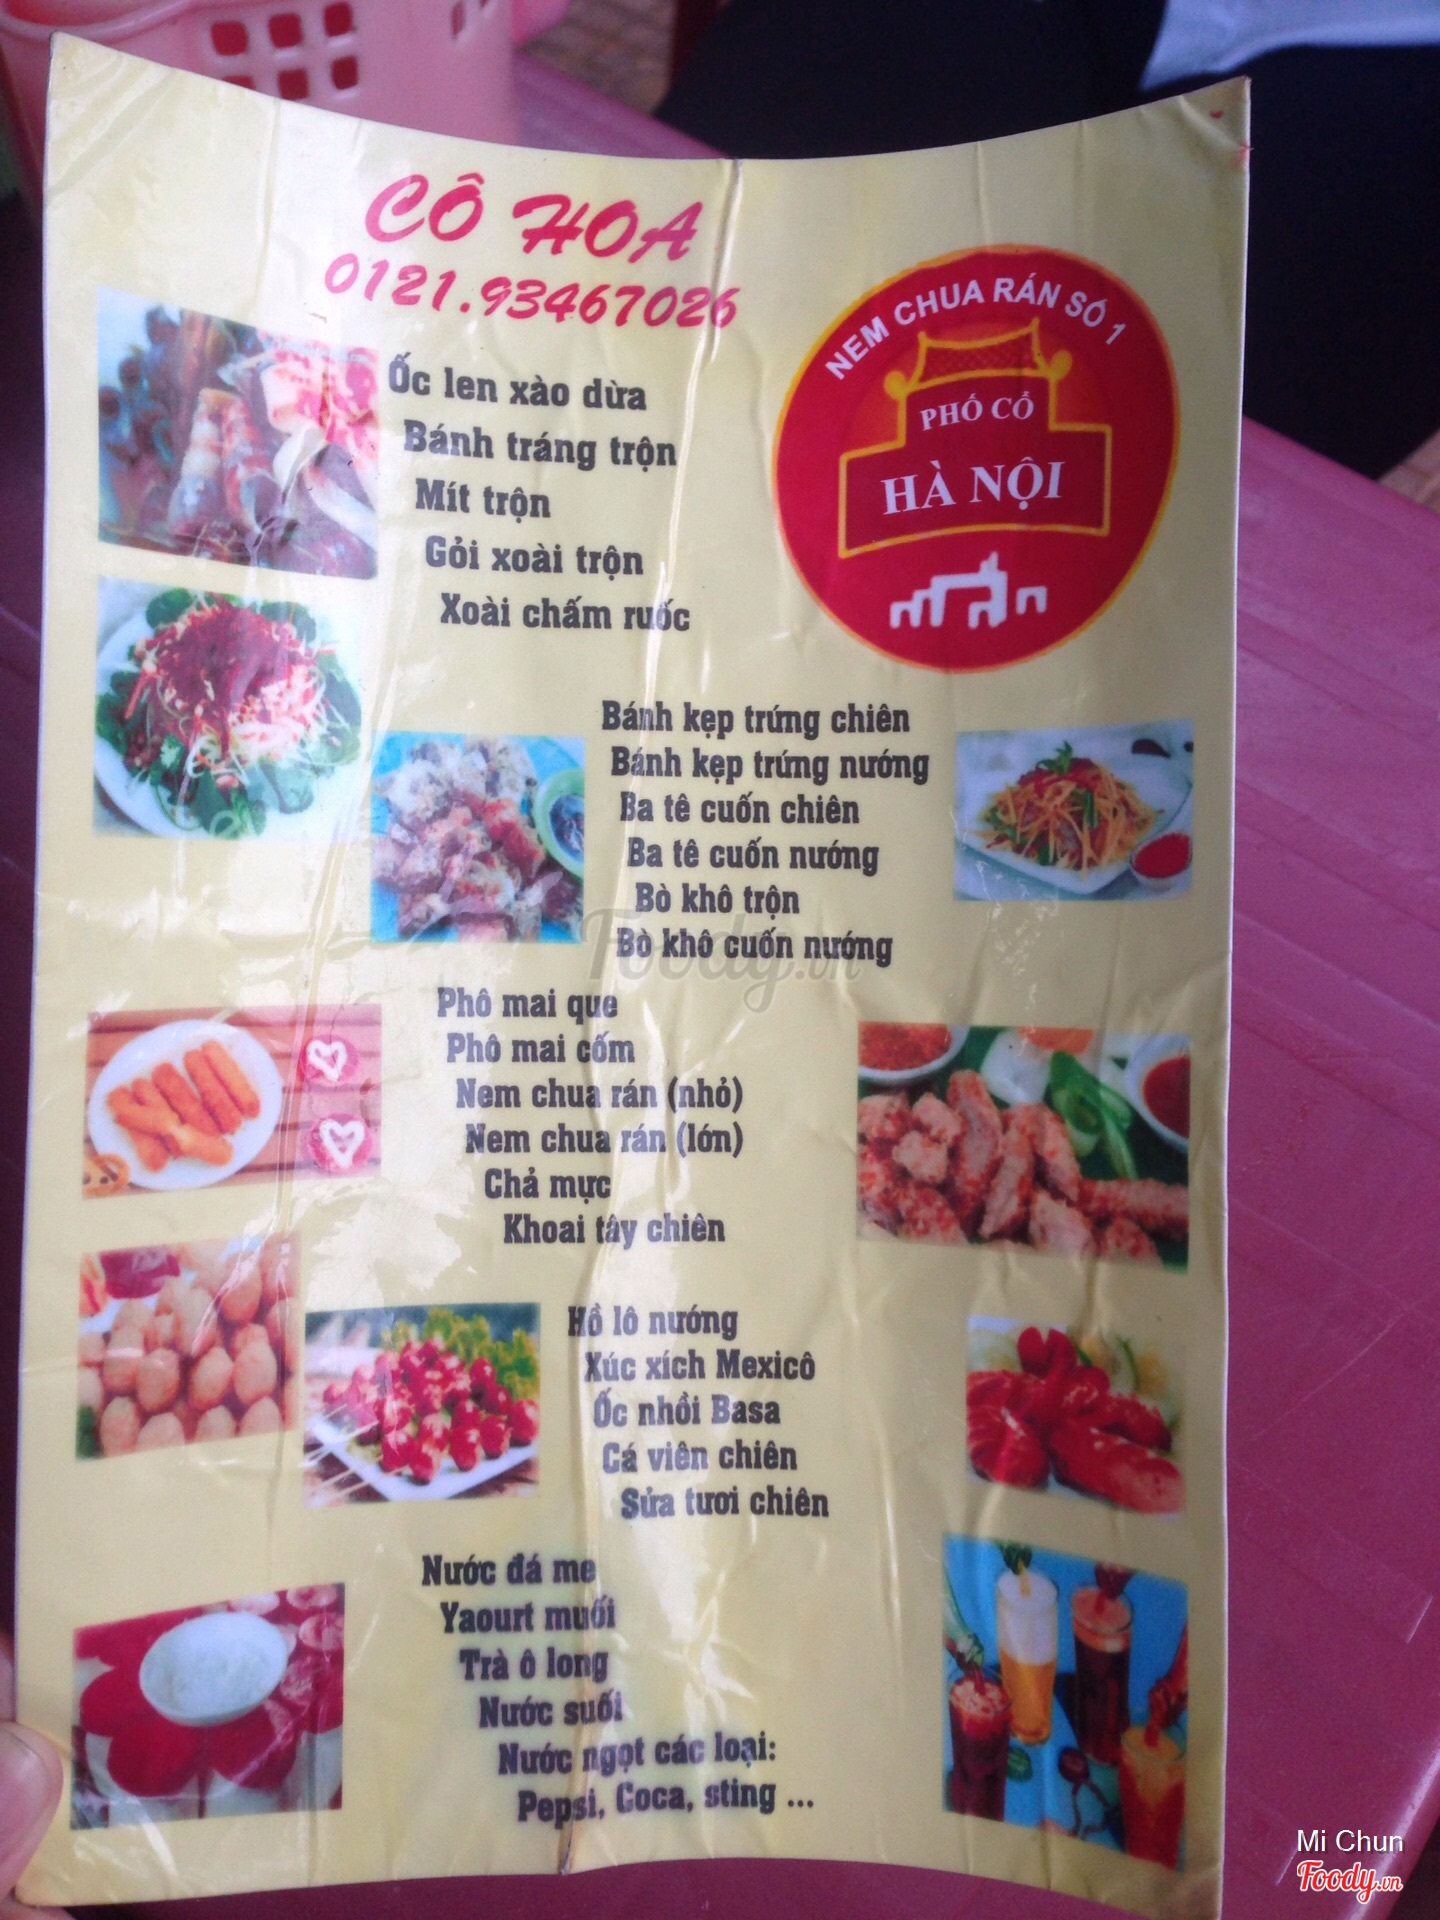 CÔ HOA
0121.93467026
NEM CHUA RÁN SỐ 1
PHỐ CỔ
HÀ NỘI
Ốc len xào dừa
Bánh tráng trộn
Mít trộn
Gỏi xoài trộn
Xoài chấm ruốc
Bánh kẹp trứng chiên
Bánh kẹp trứng nướng
Ba tê cuốn chiên
Ba tê cuốn nướng
Bò khô trộn
Bò khô cuốn nướng
Foody.vn
Phô mai que
Phô mai cốm
Nem chua rán (nhỏ)
Nem chua rán (lớn)
Chả mực
Khoai tây chiên
Hồ lô nướng
Xúc xích Mexicô
Ốc nhồi Basa
Cá viên chiên
Sửa tươi chiên
Nước đá me
Yaourt muối
Trà ô long
Nước suối
Nước ngọt các loại:
Pepsi, Coca, sting ...
Mi Chun
Foody.vn